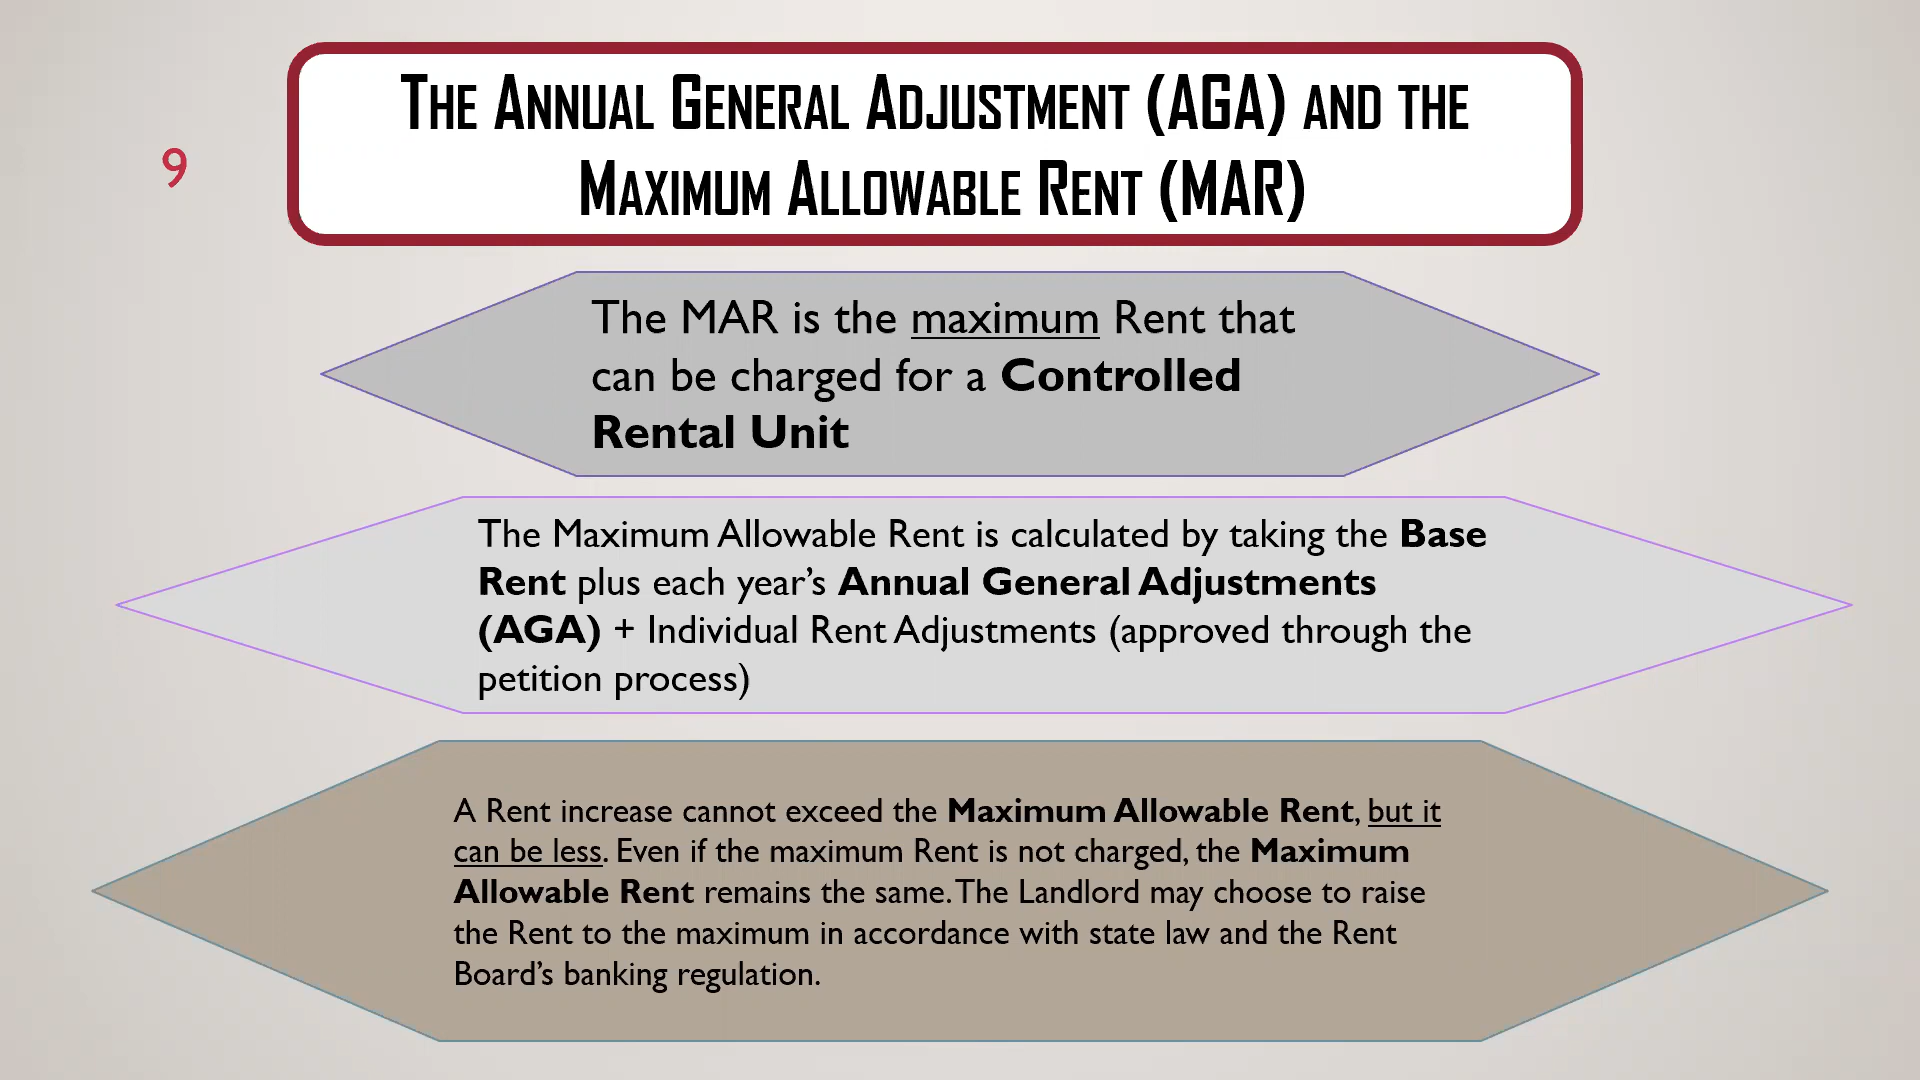 THE ANNUAL GENERAL ADJUSTMENT (AGA) AND THE
MAXIMUM ALLOWABLE RENT (MAR)
9
The MAR is the maximum Rent that
can be charged for a Controlled
Rental Unit
The Maximum Allowable Rent is calculated by taking the Base
Rent plus each year’s Annual General Adjustments
(AGA) + Individual Rent Adjustments (approved through the
petition process)
A Rent increase cannot exceed the Maximum Allowable Rent, but it
can be less. Even if the maximum Rent is not charged, the Maximum
Allowable Rent remains the same. The Landlord may choose to raise
the Rent to the maximum in accordance with state law and the Rent
Board’s banking regulation.